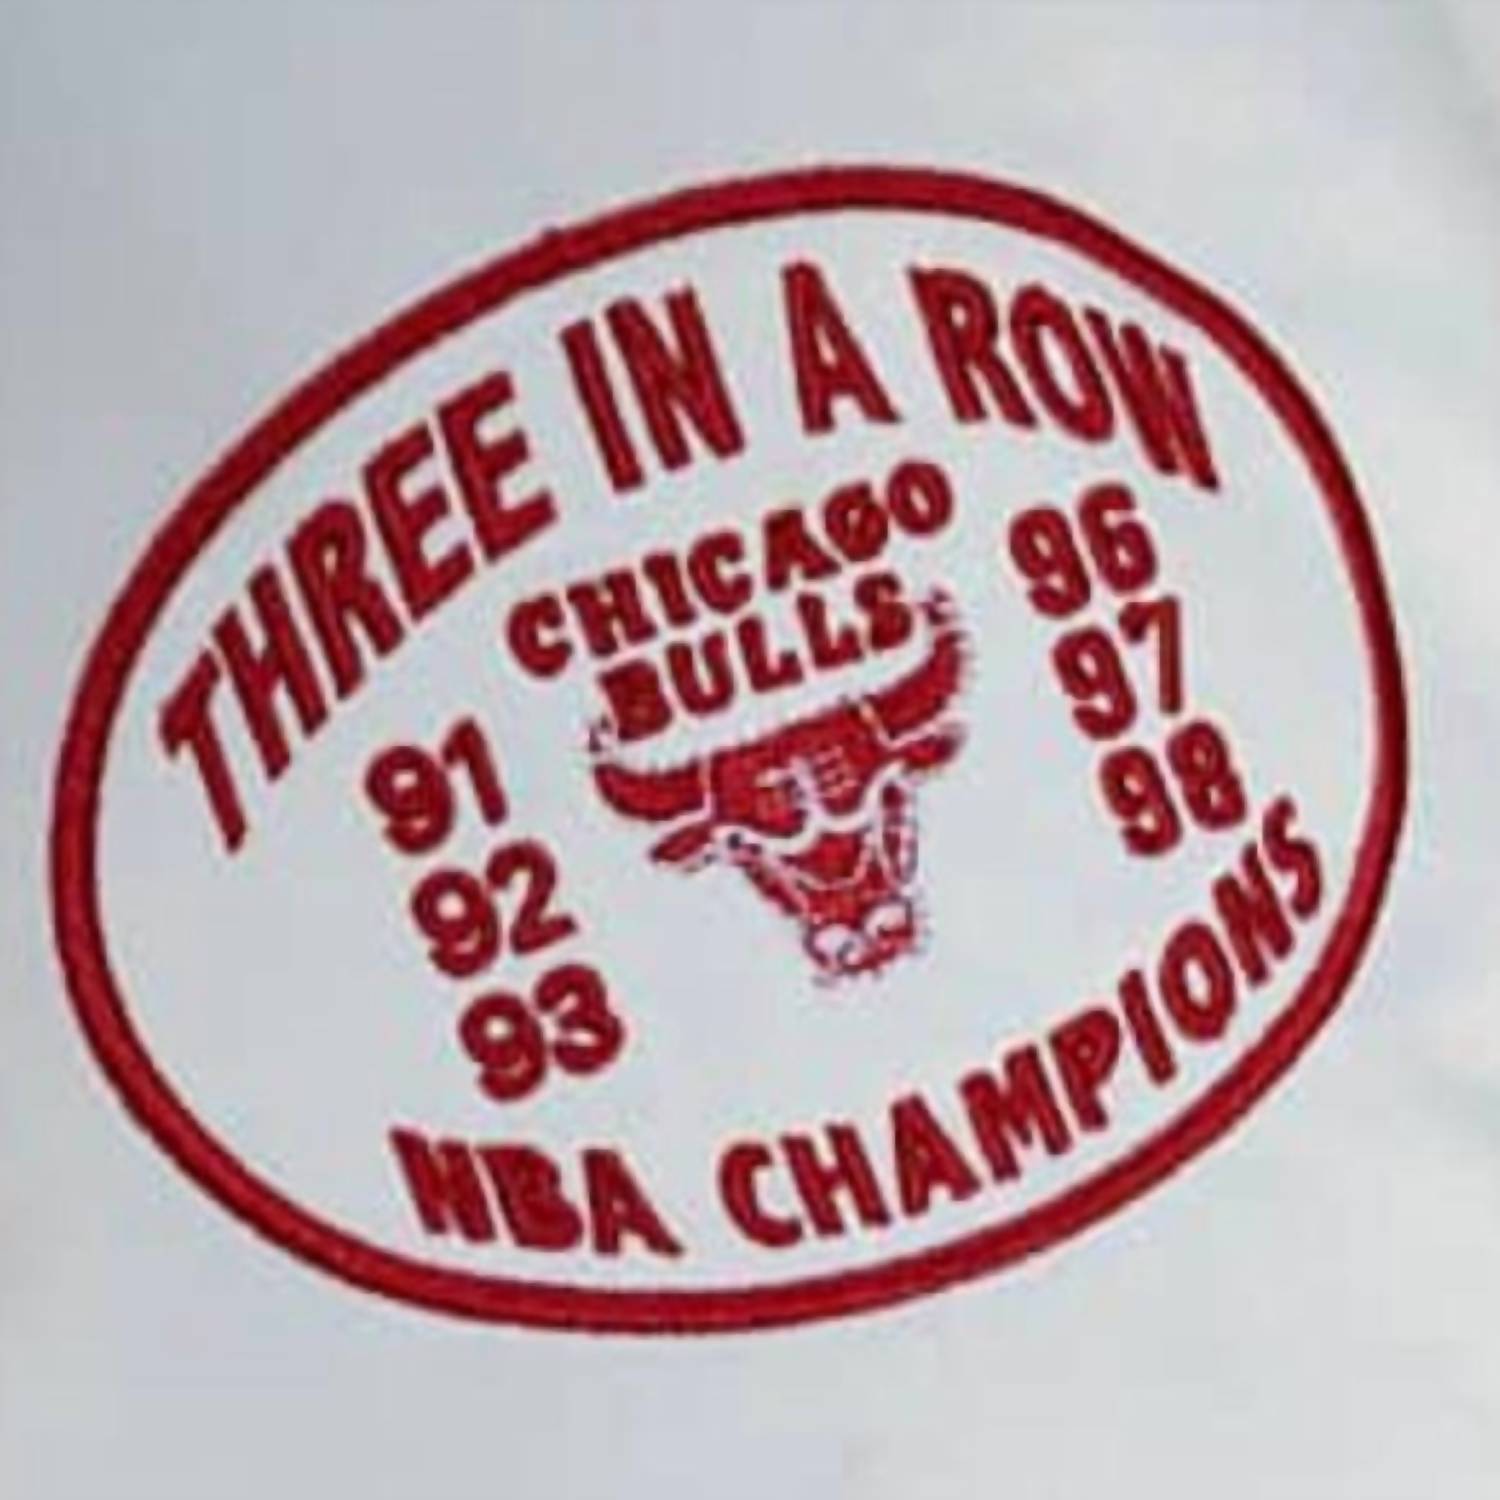 THREE IN A ROW
CHICAGO
BULLS
91
92
93
96
97
98
NBA CHAMPIONS